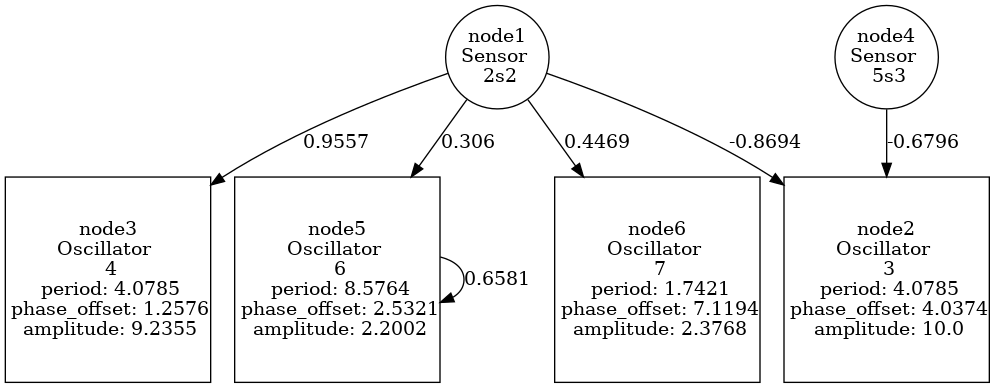 node1
Sensor
2s2
node4
Sensor
5s3
0.9557
0.306
-0.4469
-0.8694
-0.6796
node3
Oscillator
4
period: 4.0785
phase_offset: 1.2576
amplitude: 9.2355
node5
Oscillator
6
period: 8.5764
phase_offset: 2.5321
amplitude: 2.2002
0.6581
node6
Oscillator
7
period: 1.7421
phase_offset: 7.1194
amplitude: 2.3768
node2
Oscillator
3
period: 4.0785
phase_offset: 4.0374
amplitude: 10.0